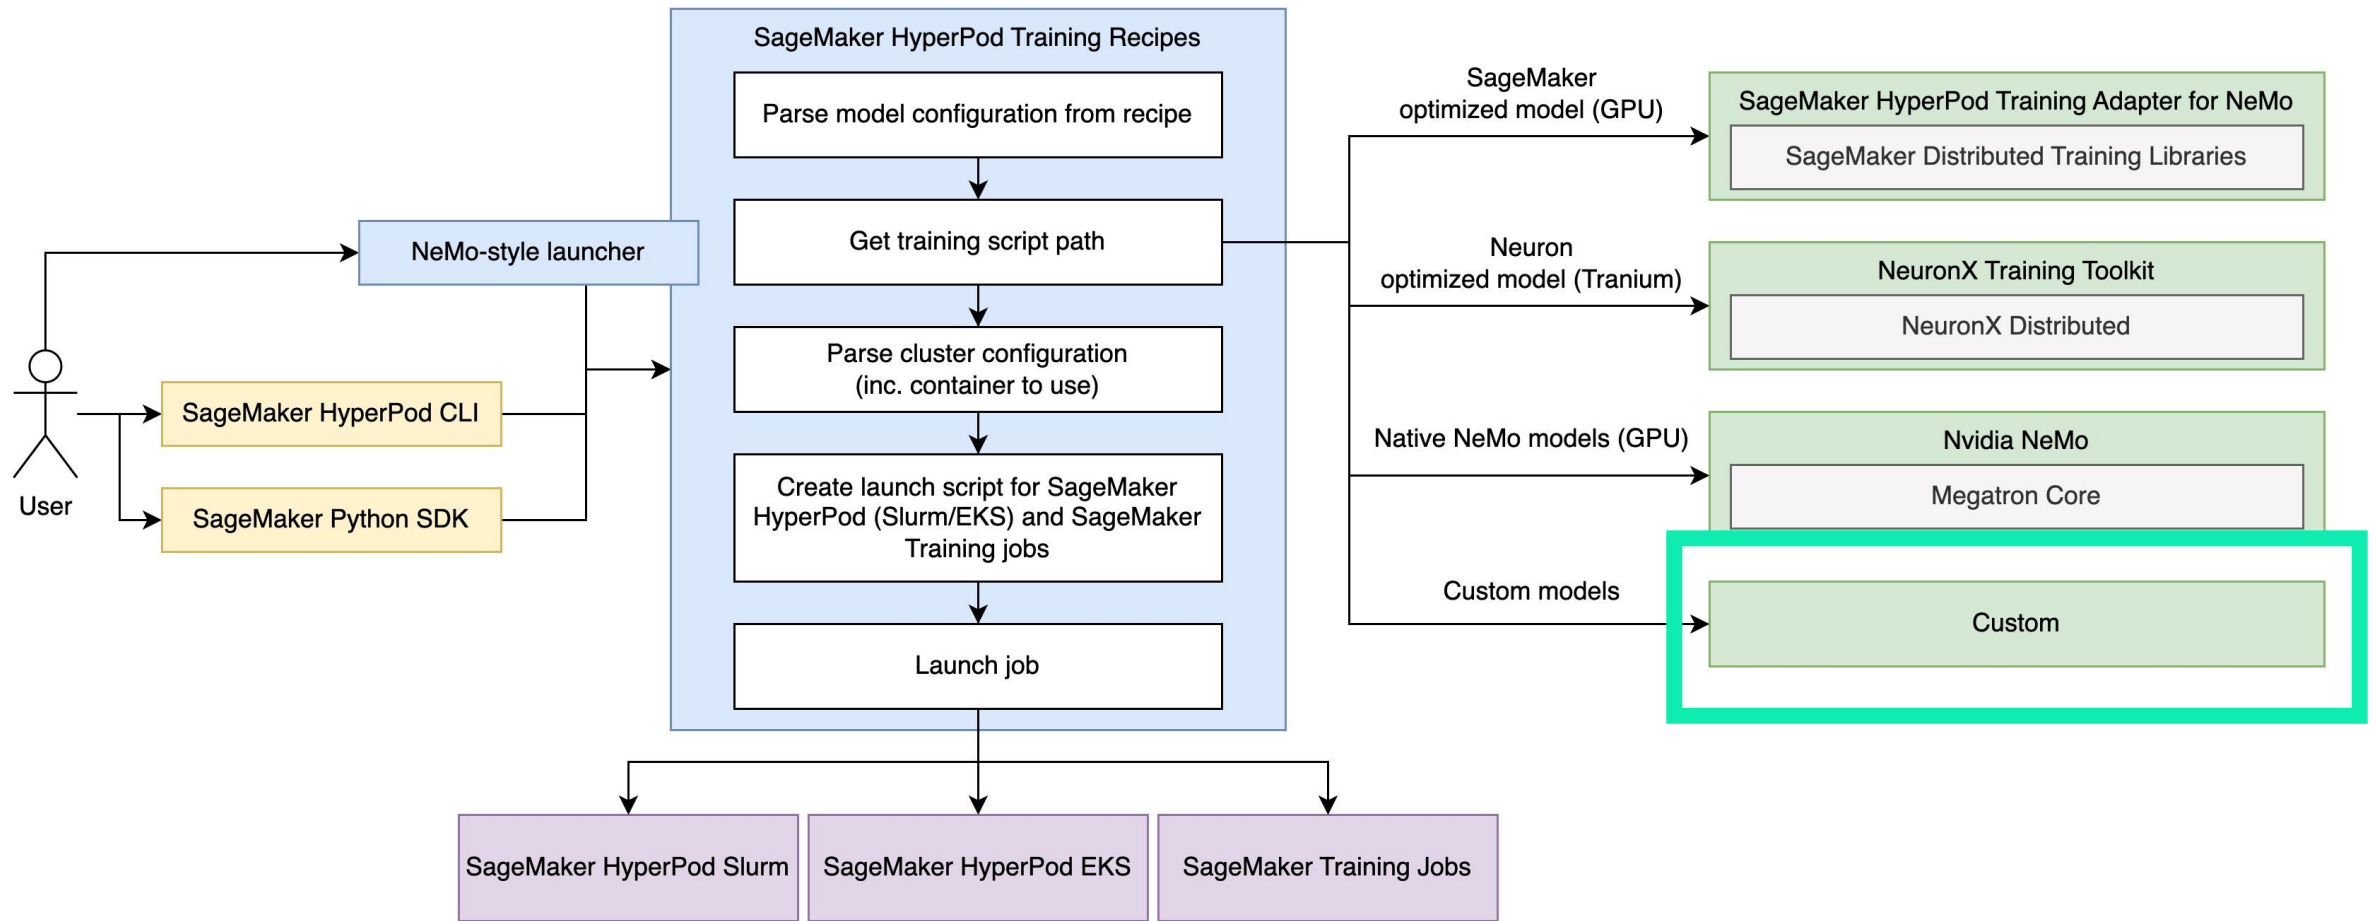 SageMaker HyperPod Training Recipes
Parse model configuration from recipe
Get training script path
Parse cluster configuration
(inc. container to use)
Create launch script for SageMaker
HyperPod (Slurm/EKS) and SageMaker
Training jobs
Launch job
NeMo-style launcher
SageMaker HyperPod CLI
SageMaker Python SDK
User
SageMaker
optimized model (GPU)
SageMaker HyperPod Training Adapter for NeMo
SageMaker Distributed Training Libraries
Neuron
optimized model (Tranium)
NeuronX Training Toolkit
NeuronX Distributed
Native NeMo models (GPU)
Nvidia NeMo
Megatron Core
Custom models
Custom
SageMaker HyperPod Slurm
SageMaker HyperPod EKS
SageMaker Training Jobs